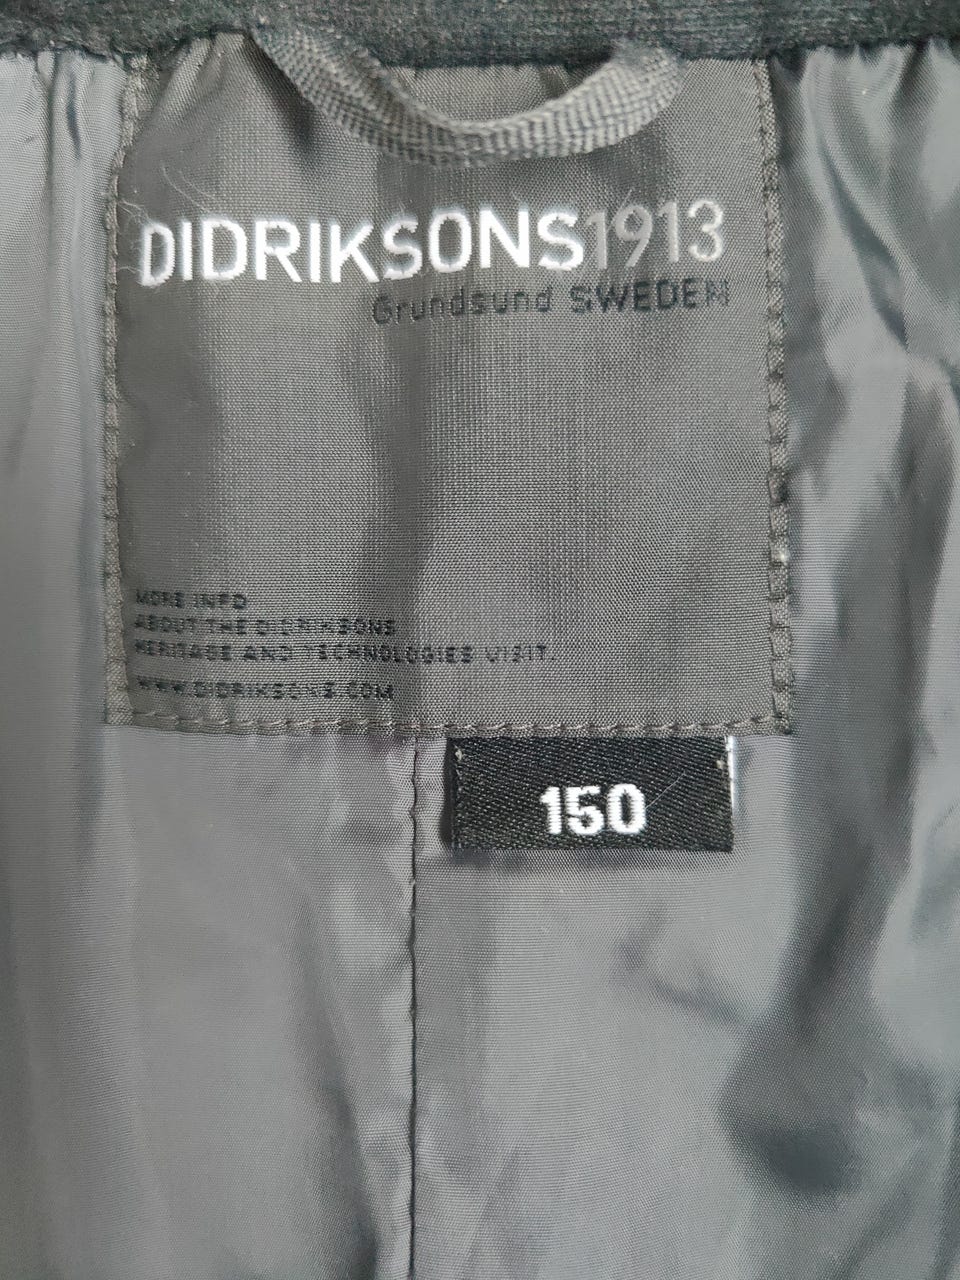 DIDRIKSONS1913
Grundsund SWEDEN
MORE INFO
ABOUT THE DIDRIKSONS
HERITAGE AND TECHNOLOGIES VISIT.
WWW.DIDRIKSONS.COM
150